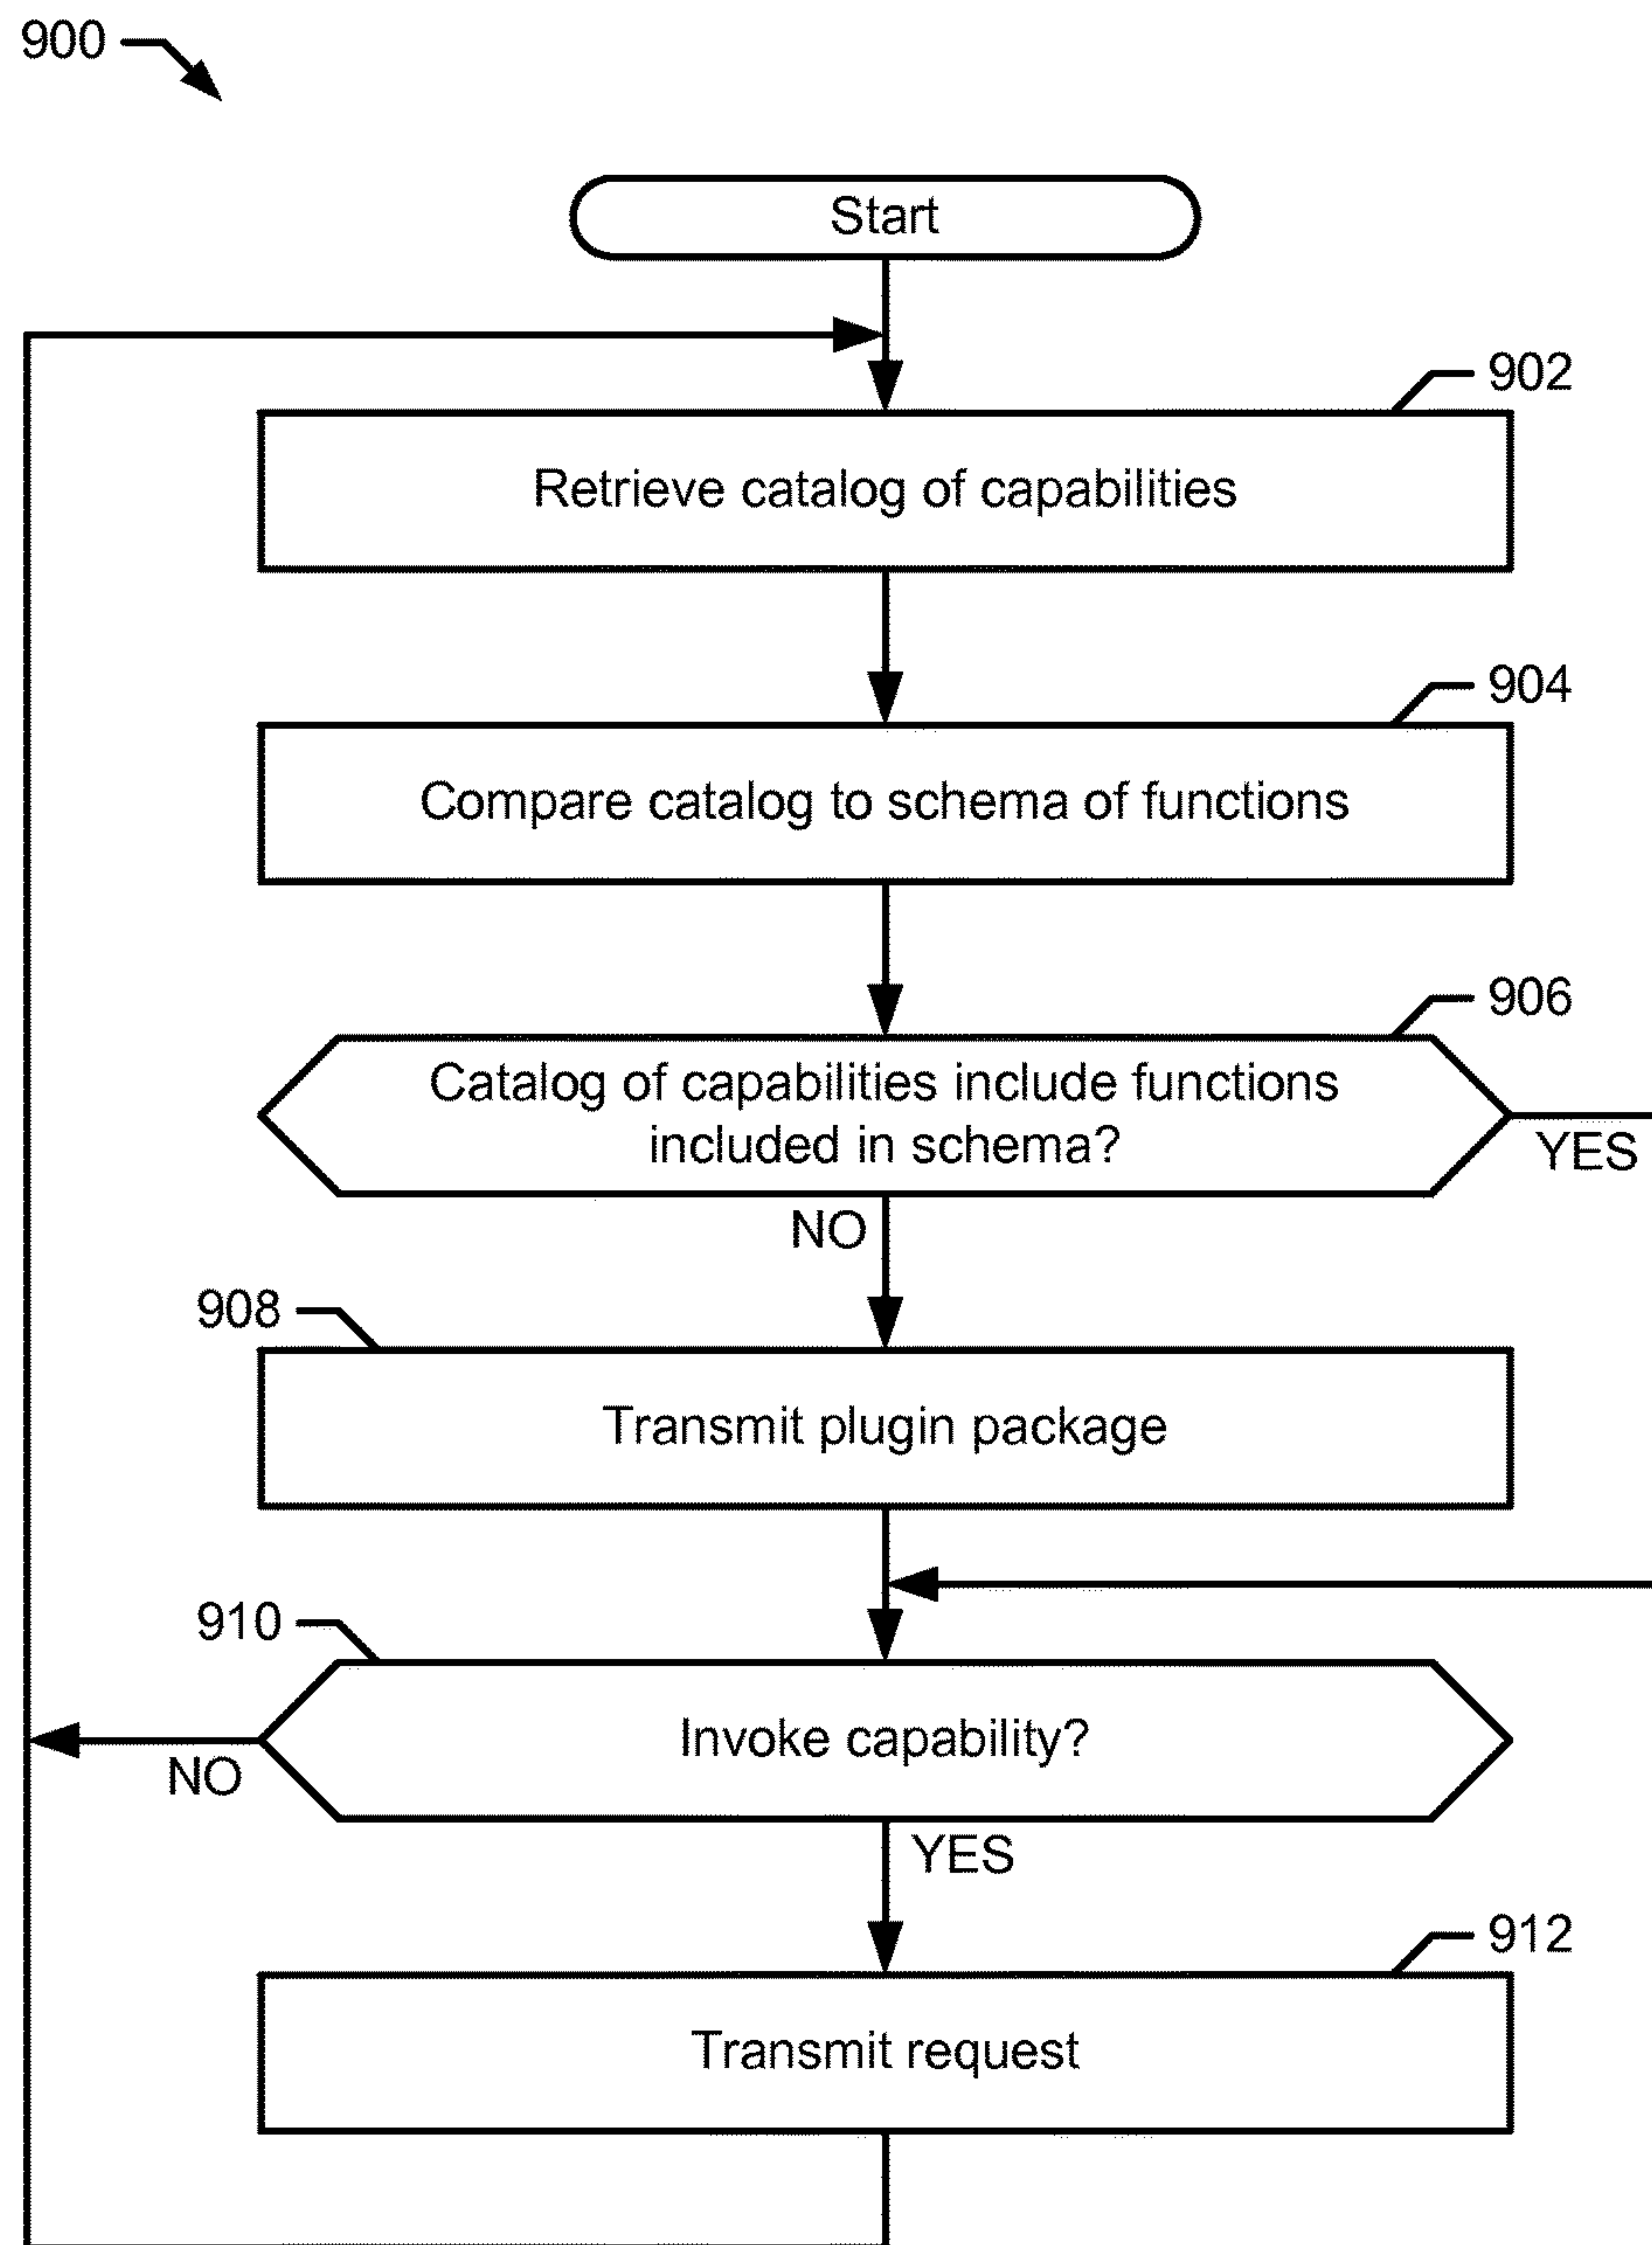 900
Start
902
Retrieve catalog of capabilities
904
Compare catalog to schema of functions
906
Catalog of capabilities include functions
included in schema?
YES
NO
908
Transmit plugin package
910
Invoke capability?
NO
YES
912
Transmit request